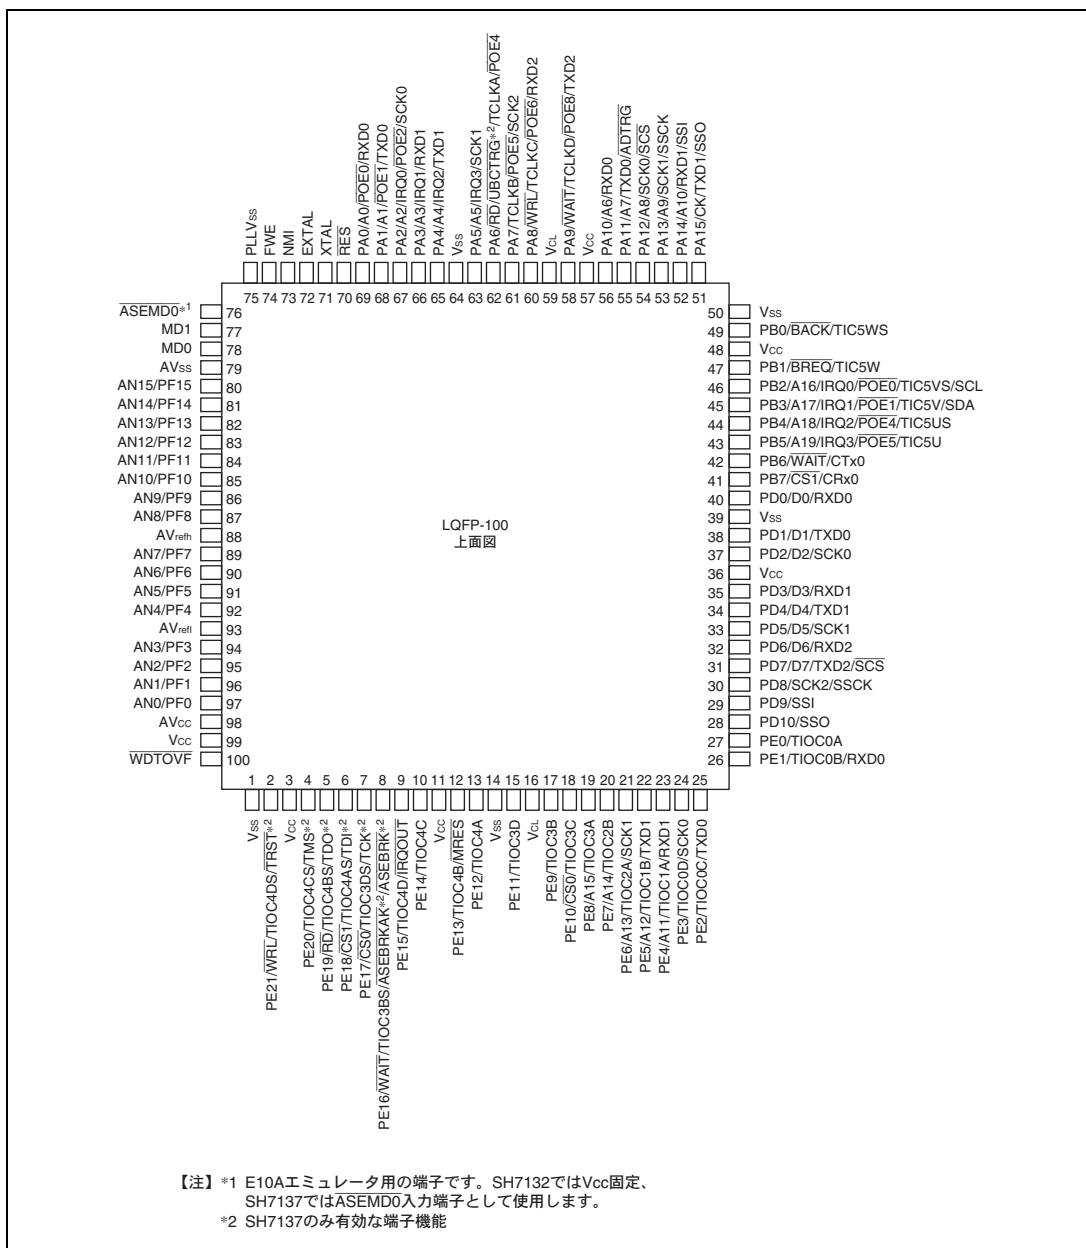 PLLVss
FWE
NMI
EXTAL
XTAL
RES
PA0/A0/POE0/RXD0
PA1/A1/POE1/TXD0
PA2/A2/IRQ0/POE2/SCK0
PA3/A3/IRQ1/RXD1
PA4/A4/IRQ2/TXD1
Vss
PA5/A5/IRQ3/SCK1
PA6/RD/UBCTRG*2/TCLKA/POE4
PA7/TCLKB/POE5/SCK2
PA8/WRL/TCLKC/POE6/RXD2
VCL
PA9/WAIT/TCLKD/POE8/TXD2
Vcc
PA10/A6/RXD0
PA11/A7/TXD0/ADTRG
PA12/A8/SCK0/SCS
PA13/A9/SCK1/SSCK
PA14/A10/RXD1/SSI
PA15/CK/TXD1/SSO
75 74 73 72 71 70 69 68 67 66 65 64 63 62 61 60 59 58 57 56 55 54 53 52 51
ASEMD0*1 76
MD1 77
MD0 78
AVss 79
AN15/PF15 80
AN14/PF14 81
AN13/PF13 82
AN12/PF12 83
AN11/PF11 84
AN10/PF10 85
AN9/PF9 86
AN8/PF8 87
AVrefh 88
AN7/PF7 89
AN6/PF6 90
AN5/PF5 91
AN4/PF4 92
AVrefl 93
AN3/PF3 94
AN2/PF2 95
AN1/PF1 96
AN0/PF0 97
AVcc 98
Vcc 99
WDTOVF 100
LQFP-100
上面図
50 Vss
49 PB0/BACK/TIC5WS
48 Vcc
47 PB1/BREQ/TIC5W
46 PB2/A16/IRQ0/POE0/TIC5VS/SCL
45 PB3/A17/IRQ1/POE1/TIC5V/SDA
44 PB4/A18/IRQ2/POE4/TIC5US
43 PB5/A19/IRQ3/POE5/TIC5U
42 PB6/WAIT/CTx0
41 PB7/CS1/CRx0
40 PD0/D0/RXD0
39 Vss
38 PD1/D1/TXD0
37 PD2/D2/SCK0
36 Vcc
35 PD3/D3/RXD1
34 PD4/D4/TXD1
33 PD5/D5/SCK1
32 PD6/D6/RXD2
31 PD7/D7/TXD2/SCS
30 PD8/SCK2/SSCK
29 PD9/SSI
28 PD10/SSO
27 PE0/TIOC0A
26 PE1/TIOC0B/RXD0
1 2 3 4 5 6 7 8 9 10 11 12 13 14 15 16 17 18 19 20 21 22 23 24 25
Vss
PE21/WRL/TIOC4DS/TRST*2
Vcc
PE20/TIOC4CS/TMS*2
PE19/RD/TIOC4BS/TDO*2
PE18/CS1/TIOC4AS/TDI*2
PE17/CS0/TIOC3DS/TCK*2
PE16/WAIT/TIOC3BS/ASEBRKAK*2/ASEBRK*2
PE15/TIOC4D/IRQOUT
PE14/TIOC4C
Vcc
PE13/TIOC4B/MRES
PE12/TIOC4A
Vss
PE11/TIOC3D
VCL
PE9/TIOC3B
PE10/CS0/TIOC3C
PE8/A15/TIOC3A
PE7/A14/TIOC2B
PE6/A13/TIOC2A/SCK1
PE5/A12/TIOC1B/TXD1
PE4/A11/TIOC1A/RXD1
PE3/TIOC0D/SCK0
PE2/TIOC0C/TXD0
【注】 *1 E10Aエミュレータ用の端子です。SH7132ではVcc固定、
SH7137ではASEMD0入力端子として使用します。
*2 SH7137のみ有効な端子機能